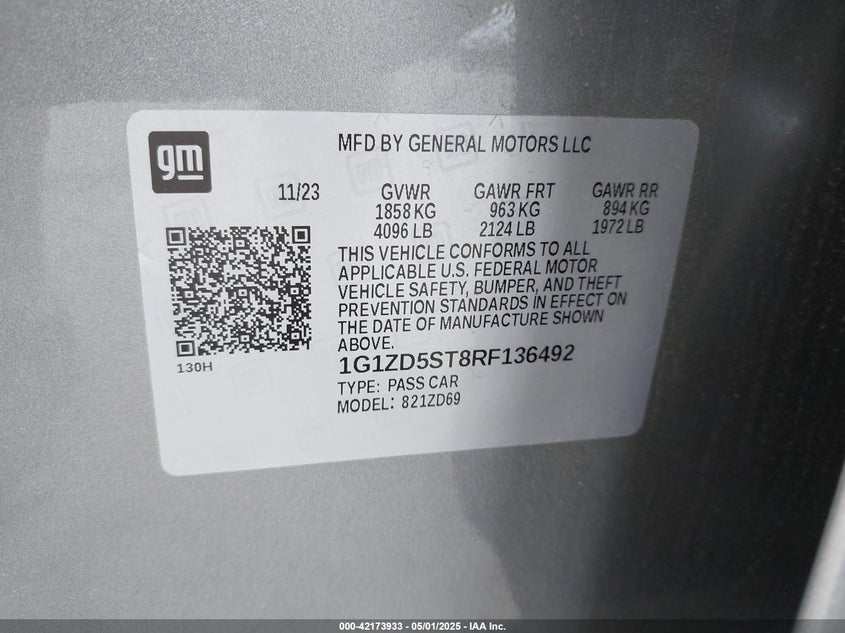 gm
MFD BY GENERAL MOTORS LLC
11/23 GVWR GAWR FRT GAWR RR
1858 KG 963 KG 894 KG
4096 LB 2124 LB 1972 LB
THIS VEHICLE CONFORMS TO ALL
APPLICABLE U.S. FEDERAL MOTOR
VEHICLE SAFETY, BUMPER, AND THEFT
PREVENTION STANDARDS IN EFFECT ON
THE DATE OF MANUFACTURE SHOWN
ABOVE.
130H
1G1ZD5ST8RF136492
TYPE: PASS CAR
MODEL: 821ZD69
000-42173933 - 05/01/2025 - IAA Inc.